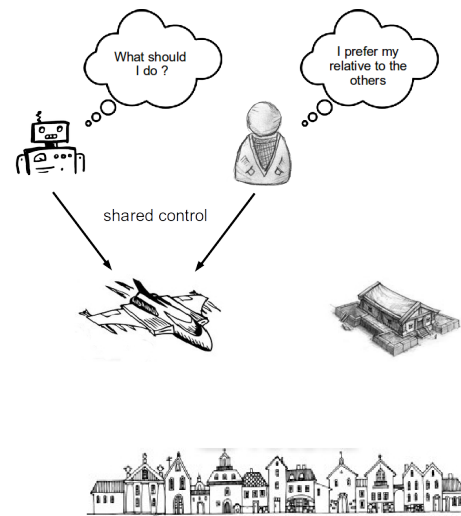 What should
I do ?
I prefer my
relative to the
others
shared control